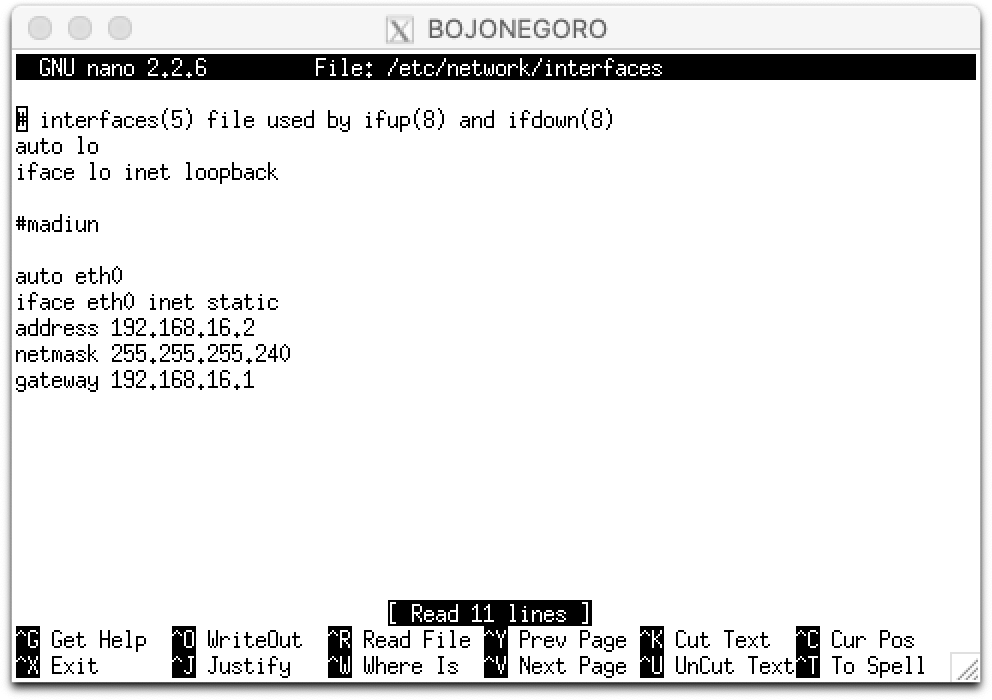 BOJONEGORO
GNU nano 2.2.6 File: /etc/network/interfaces
# interfaces(5) file used by ifup(8) and ifdown(8)
auto lo
iface lo inet loopback
#madiun
auto eth0
iface eth0 inet static
address 192.168.16.2
netmask 255.255.255.240
gateway 192.168.16.1
[ Read 11 lines ]
^G Get Help ^O WriteOut ^R Read File ^Y Prev Page ^K Cut Text ^C Cur Pos
^X Exit ^J Justify ^W Where Is ^V Next Page ^U UnCut Text ^T To Spell